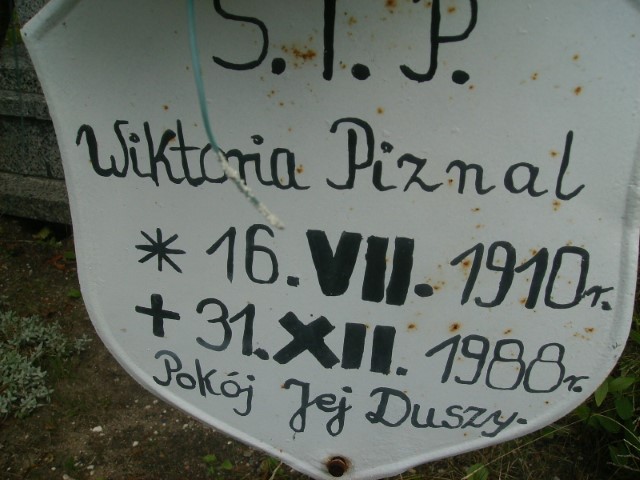 S.I.P.
Wiktoria Piznal
* 16. VII. 1910 r.
+ 31. XII. 1988 r.
Pokój Jej Duszy.